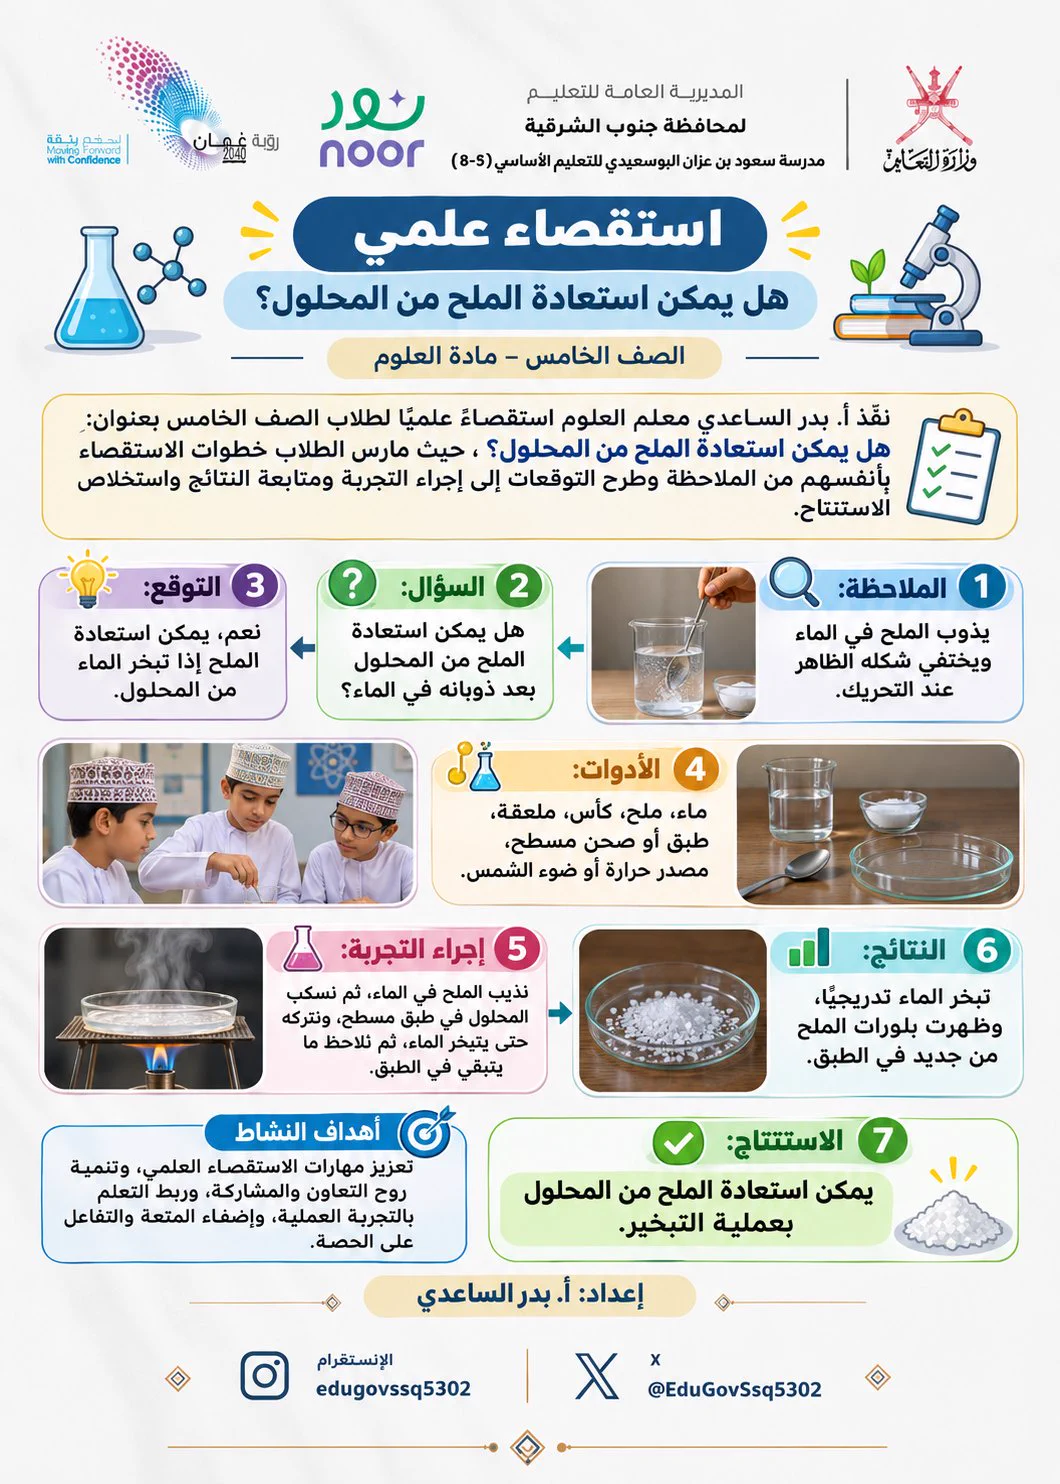 المديرية العامة للتعليم
لمحافظة جنوب الشرقية
مدرسة سعود بن عزان البوسعيدي للتعليم الأساسي (5-8)
وزارة التعليم
نور
noor
رؤية عُمان
2040
نتقدم بثقة
Moving Forward
with Confidence
استقصاء علمي
هل يمكن استعادة الملح من المحلول؟
الصف الخامس – مادة العلوم
نفّذ أ. بدر الساعدي معلم العلوم استقصاءً علميًا لطلاب الصف الخامس بعنوان:
هل يمكن استعادة الملح من المحلول؟ ، حيث مارس الطلاب خطوات الاستقصاء
بأنفسهم من الملاحظة وطرح التوقعات إلى إجراء التجربة ومتابعة النتائج واستخلاص
الاستنتاج.
1 الملاحظة:
يذوب الملح في الماء
ويختفي شكله الظاهر
عند التحريك.
2 السؤال:
هل يمكن استعادة
الملح من المحلول
بعد ذوبانه في الماء؟
3 التوقع:
نعم، يمكن استعادة
الملح إذا تبخر الماء
من المحلول.
4 الأدوات:
ماء، ملح، كأس، ملعقة،
طبق أو صحن مسطح،
مصدر حرارة أو ضوء الشمس.
5 إجراء التجربة:
نذيب الملح في الماء، ثم نسكب
المحلول في طبق مسطح، ونتركه
حتى يتبخر الماء، ثم نلاحظ ما
يتبقى في الطبق.
6 النتائج:
تبخر الماء تدريجيًا،
وظهرت بلورات الملح
من جديد في الطبق.
7 الاستنتاج:
يمكن استعادة الملح من المحلول
بعملية التبخير.
أهداف النشاط
تعزيز مهارات الاستقصاء العلمي، وتنمية
روح التعاون والمشاركة، وربط التعلم
بالتجربة العملية، وإضفاء المتعة والتفاعل
على الحصة.
إعداد: أ. بدر الساعدي
X
@EduGovSsq5302
الإنستقرام
edugovssq5302